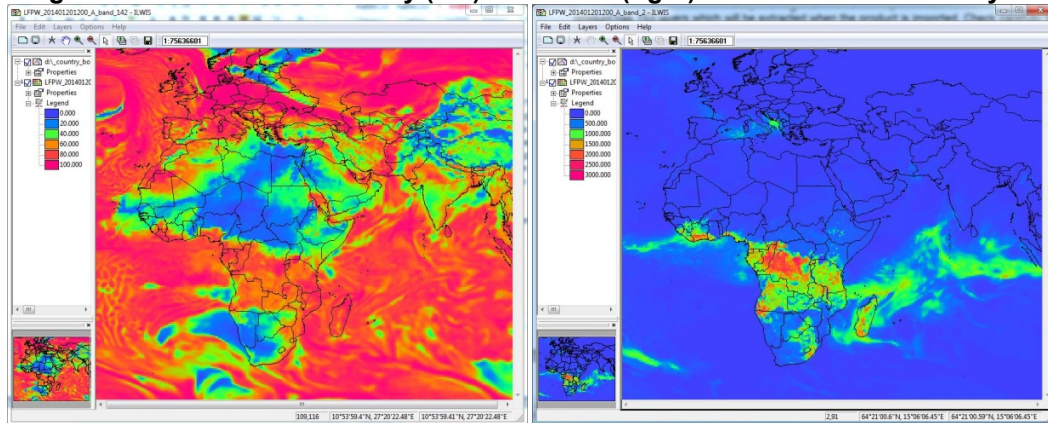 LFPW_201401201200_A_band_142 - ILWIS
File Edit Layers Options Help
1:75636601
d:\_country_bo
Properties
LFPW_20140120
Properties
Legend
0.000
20.000
40.000
60.000
80.000
100.000
109,116 10°53'59.4"N, 27°20'22.48"E 10°53'59.41"N, 27°20'22.48"E
LFPW_201401201200_A_band_2 - ILWIS
File Edit Layers Options Help
1:75636601
d:\_country_bo
Properties
LFPW_20140120
Properties
Legend
0.000
500.000
1000.000
1500.000
2000.000
2500.000
3000.000
2,91 64°21'00.6"N, 15°06'06.45"E 64°21'00.59"N, 15°06'06.45"E